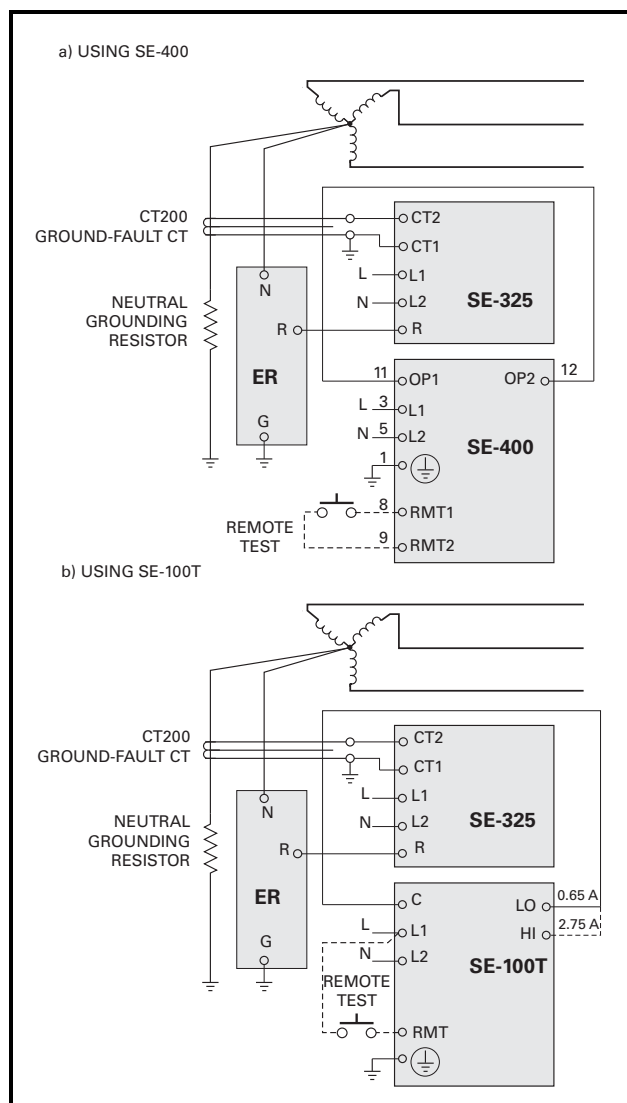 a) USING SE-400
CT200
GROUND-FAULT CT
CT2
CT1
L
L1
SE-325
N
L2
N
NEUTRAL
GROUNDING
RESISTOR
R
R
ER
11
OP1
OP2
12
L
3
L1
G
N
5
L2
SE-400
1
8
RMT1
REMOTE
TEST
9
RMT2
b) USING SE-100T
CT200
GROUND-FAULT CT
CT2
CT1
L
L1
N
SE-325
N
L2
NEUTRAL
GROUNDING
RESISTOR
R
R
ER
C
LO
0.65 A
L
L1
HI
2.75 A
G
N
L2
SE-100T
REMOTE
TEST
RMT